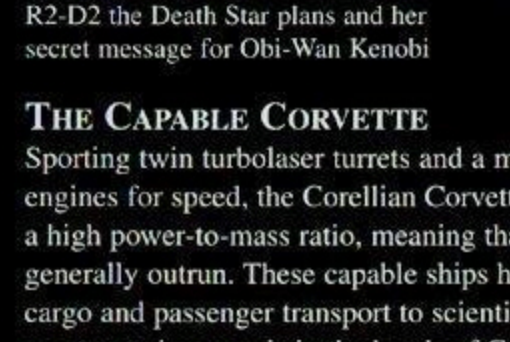 R2-D2 the Death Star plans and her
secret message for Obi-Wan Kenobi
THE CAPABLE CORVETTE
Sporting twin turbolaser turrets and a
engines for speed, the Corellian
a high power-to-mass ratio, meaning
generally outrun. These capable ships
cargo and passenger transport to